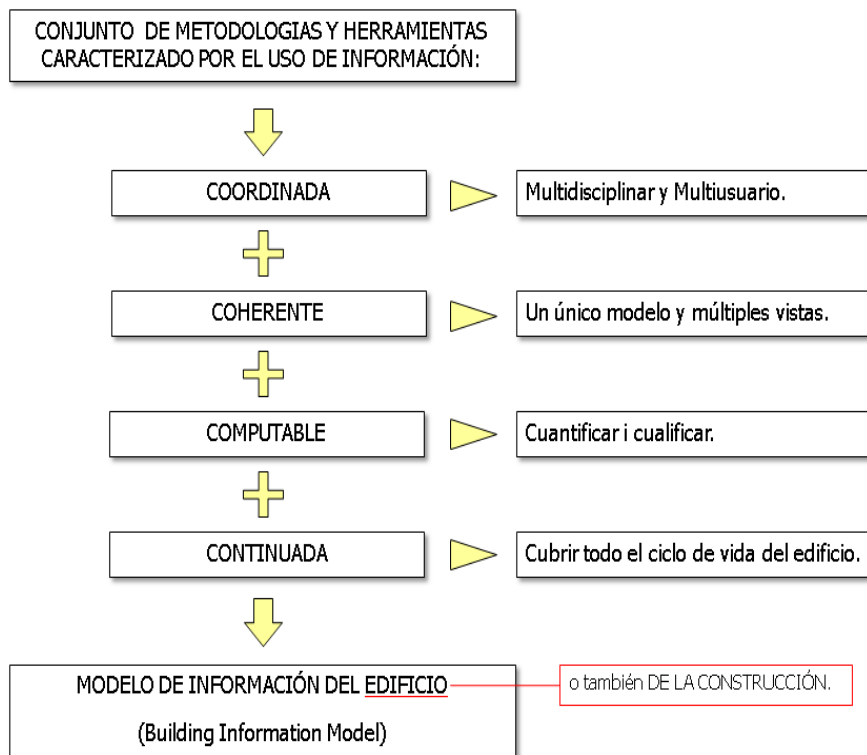 CONJUNTO DE METODOLOGIAS Y HERRAMIENTAS
CARACTERIZADO POR EL USO DE INFORMACIÓN:
COORDINADA
Multidisciplinar y Multiusuario.
COHERENTE
Un único modelo y múltiples vistas.
COMPUTABLE
Cuantificar i cualificar.
CONTINUADA
Cubrir todo el ciclo de vida del edificio.
MODELO DE INFORMACIÓN DEL EDIFICIO
o también DE LA CONSTRUCCIÓN.
(Building Information Model)